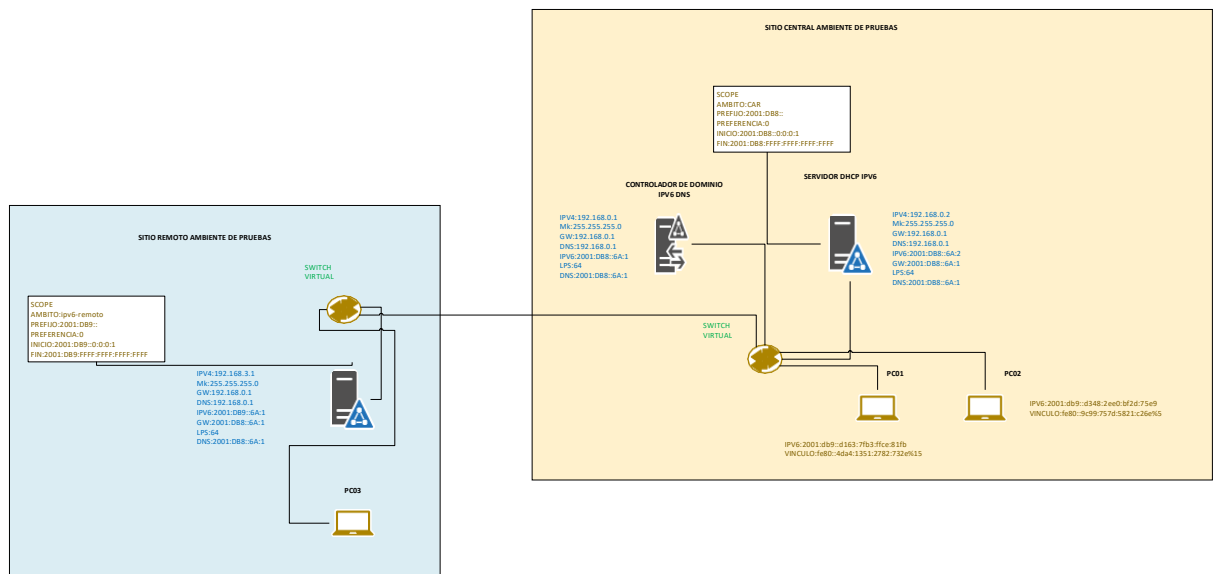 SITIO CENTRAL AMBIENTE DE PRUEBAS
SCOPE
AMBITO:CAR
PREFIJO:2001:DB8::
PREFERENCIA:0
INICIO:2001:DB8::0:0:0:1
FIN:2001:DB8:FFFF:FFFF:FFFF:FFFF
CONTROLADOR DE DOMINIO
IPV6 DNS
IPV4:192.168.0.1
Mk:255.255.255.0
GW:192.168.0.1
DNS:192.168.0.1
IPV6:2001:DB8::6A:1
LPS:64
DNS:2001:DB8::6A:1
SERVIDOR DHCP IPV6
IPV4:192.168.0.2
Mk:255.255.255.0
GW:192.168.0.1
DNS:192.168.0.1
IPV6:2001:DB8::6A:2
GW:2001:DB8::6A:1
LPS:64
DNS:2001:DB8::6A:1
SITIO REMOTO AMBIENTE DE PRUEBAS
SWITCH
VIRTUAL
SCOPE
AMBITO:ipv6-remoto
PREFIJO:2001:DB9::
PREFERENCIA:0
INICIO:2001:DB9::0:0:0:1
FIN:2001:DB9:FFFF:FFFF:FFFF:FFFF
IPV4:192.168.3.1
Mk:255.255.255.0
GW:192.168.0.1
DNS:192.168.0.1
IPV6:2001:DB9::6A:1
GW:2001:DB8::6A:1
LPS:64
DNS:2001:DB8::6A:1
PC03
SWITCH
VIRTUAL
PC01
IPV6:2001:db9::d163:7fb3:ffce:81fb
VINCULO:fe80::4da4:1351:2782:732e%15
PC02
IPV6:2001:db9::d348:2ee0:bf2d:75e9
VINCULO:fe80::9c99:757d:5821:c26e%5